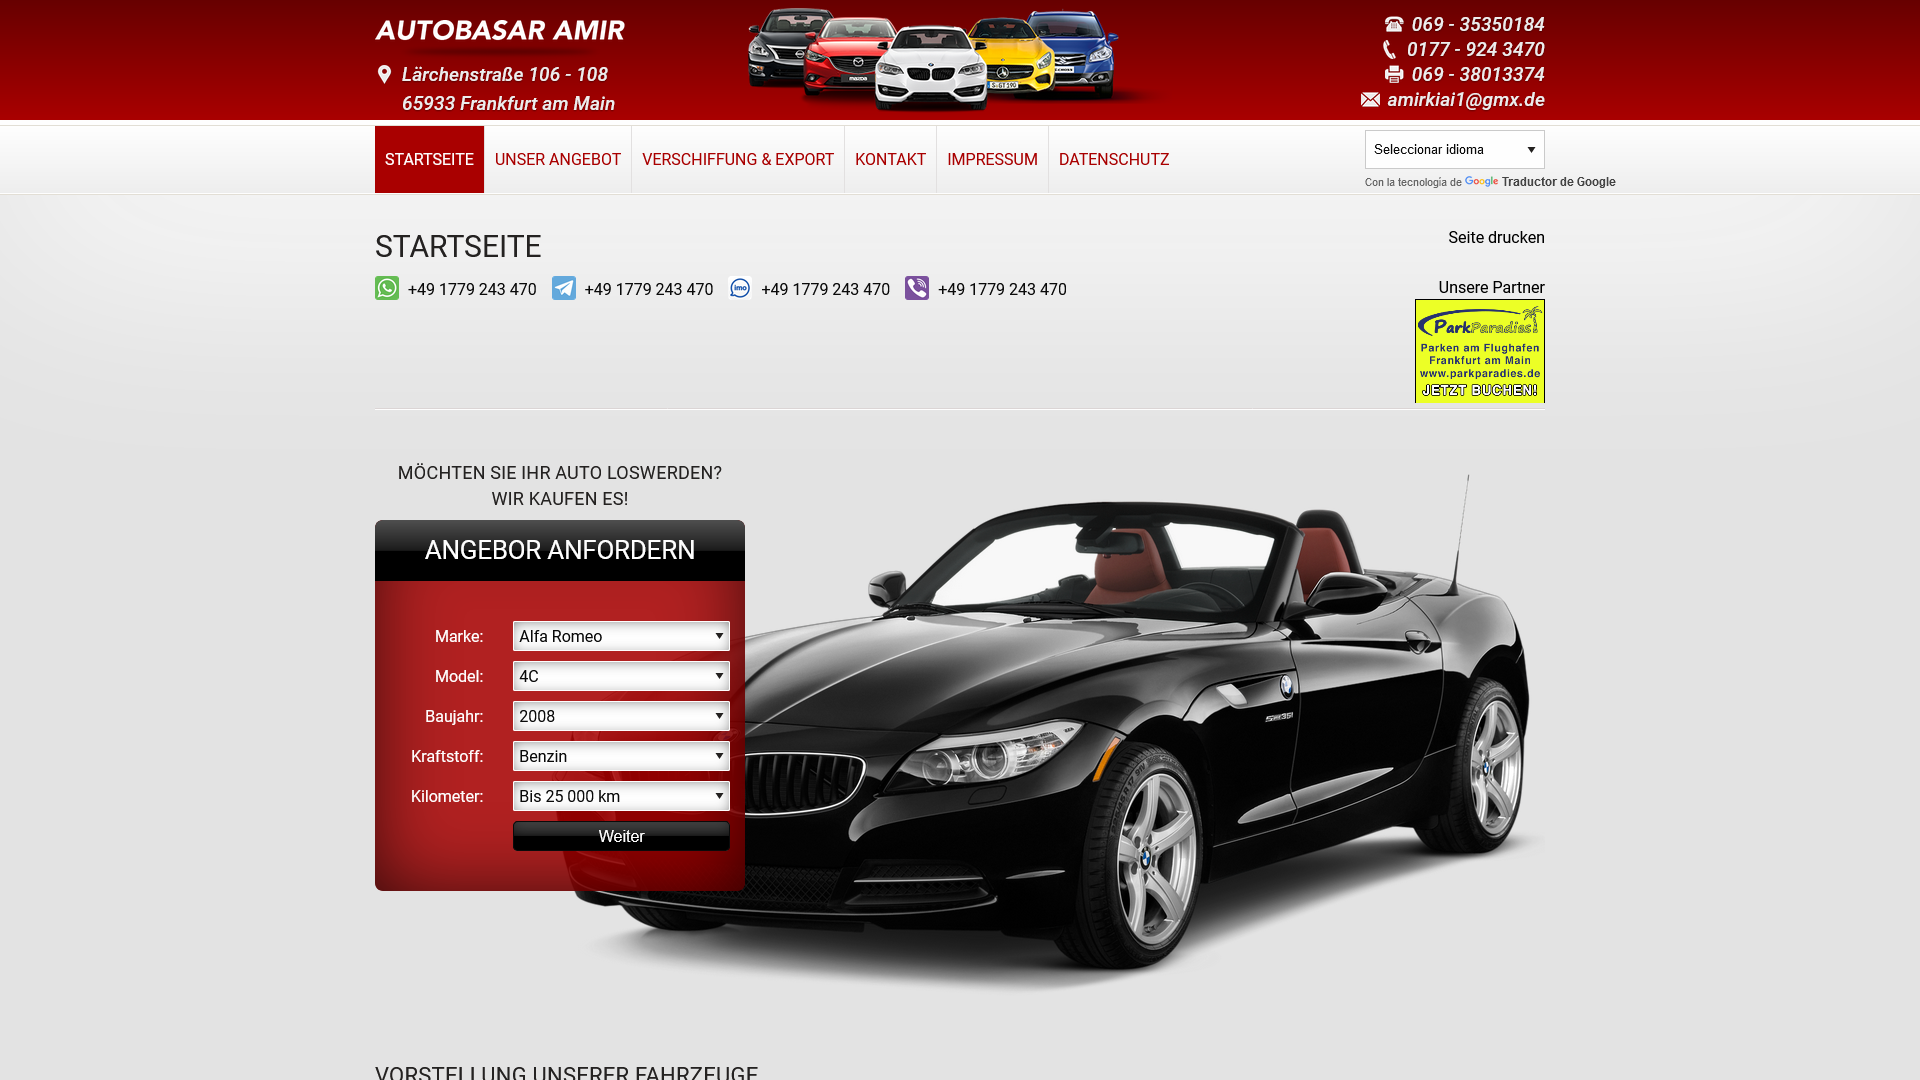 AUTOBASAR AMIR
Lärchenstraße 106 - 108
65933 Frankfurt am Main
069 - 35350184
0177 - 924 3470
069 - 38013374
amirkiai1@gmx.de
STARTSEITE
UNSER ANGEBOT
VERSCHIFFUNG & EXPORT
KONTAKT
IMPRESSUM
DATENSCHUTZ
Seleccionar idioma
Con la tecnología de Google Traductor de Google
STARTSEITE
Seite drucken
+49 1779 243 470
+49 1779 243 470
imo
+49 1779 243 470
+49 1779 243 470
Unsere Partner
ParkParadies!
Parken am Flughafen
Frankfurt am Main
www.parkparadies.de
JETZT BUCHEN!
MÖCHTEN SIE IHR AUTO LOSWERDEN?
WIR KAUFEN ES!
ANGEBOR ANFORDERN
Marke: Alfa Romeo
Model: 4C
Baujahr: 2008
Kraftstoff: Benzin
Kilometer: Bis 25 000 km
Weiter
VORSTELLUNG UNSERER FAHRZEUGE